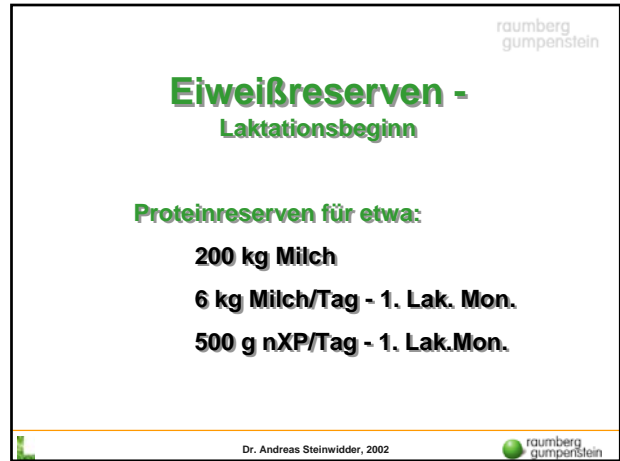 raumberg
gumpenstein
Eiweißreserven -
Laktationsbeginn
Proteinreserven für etwa:
200 kg Milch
6 kg Milch/Tag - 1. Lak. Mon.
500 g nXP/Tag - 1. Lak.Mon.
Dr. Andreas Steinwidder, 2002
raumberg
gumpenstein